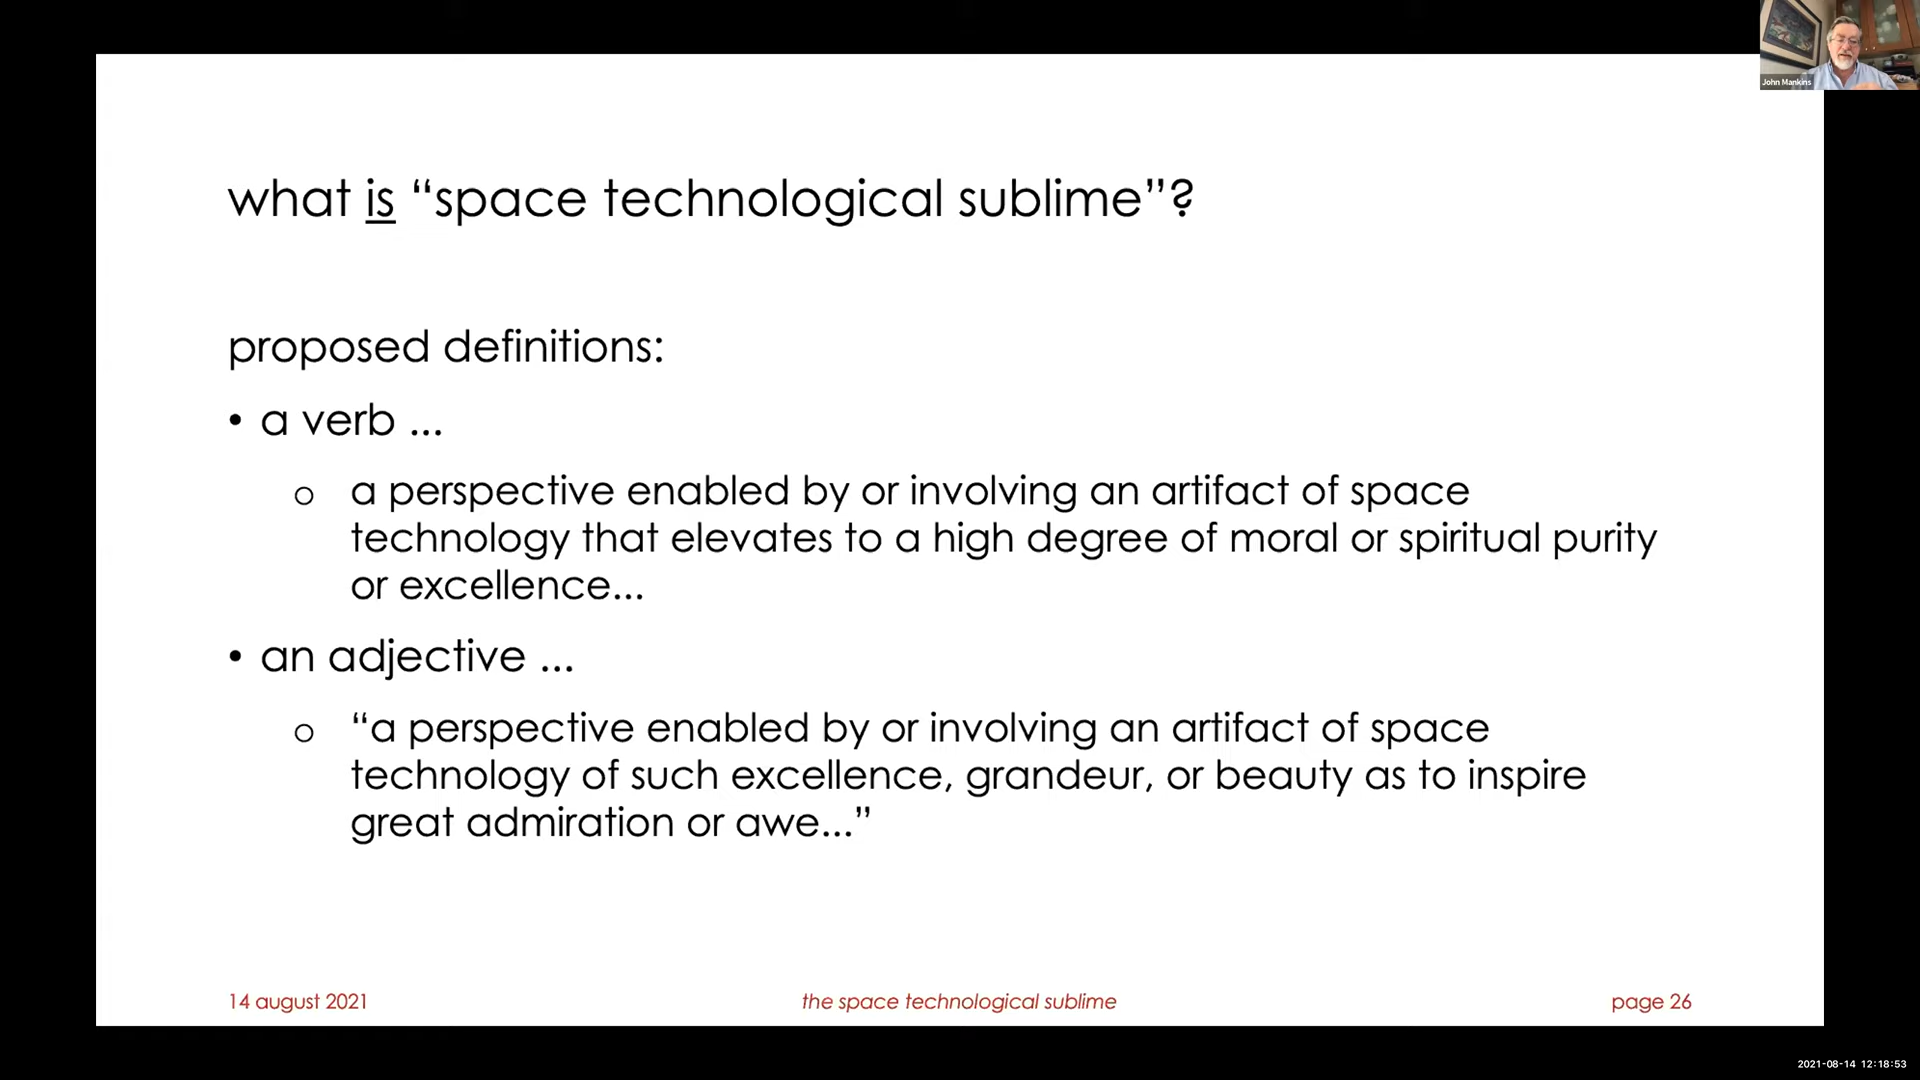 John Mankins
what is “space technological sublime”?
proposed definitions:
• a verb ...
o a perspective enabled by or involving an artifact of space
technology that elevates to a high degree of moral or spiritual purity
or excellence...
• an adjective ...
o “a perspective enabled by or involving an artifact of space
technology of such excellence, grandeur, or beauty as to inspire
great admiration or awe...”
14 august 2021
the space technological sublime
page 26
2021-08-14 12:18:53